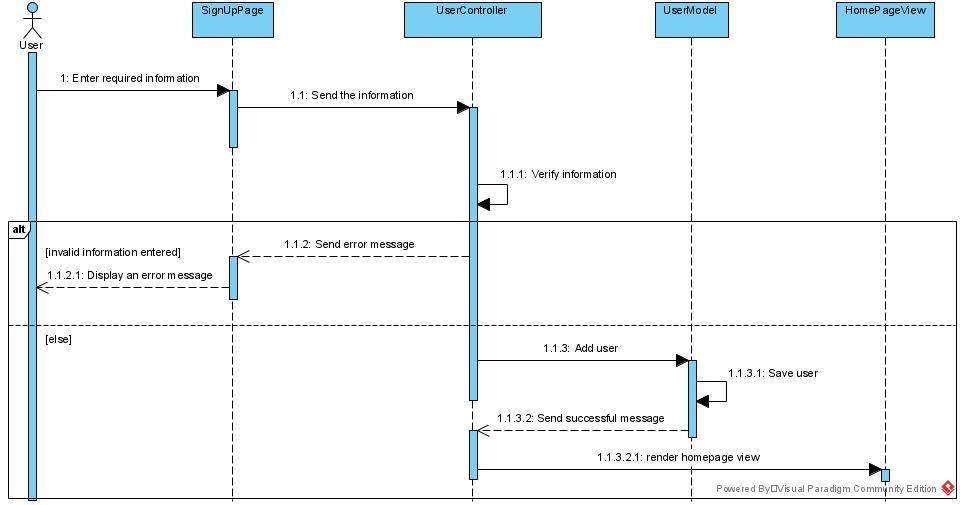 SignUpPage
UserController
UserModel
HomePageView
User
1: Enter required information
1.1: Send the information
1.1.1: Verify information
alt
1.1.2: Send error message
[invalid information entered]
1.1.2.1: Display an error message
[else]
1.1.3: Add user
1.1.3.1: Save user
1.1.3.2: Send successful message
1.1.3.2.1: render homepage view
Powered By Visual Paradigm Community Edition